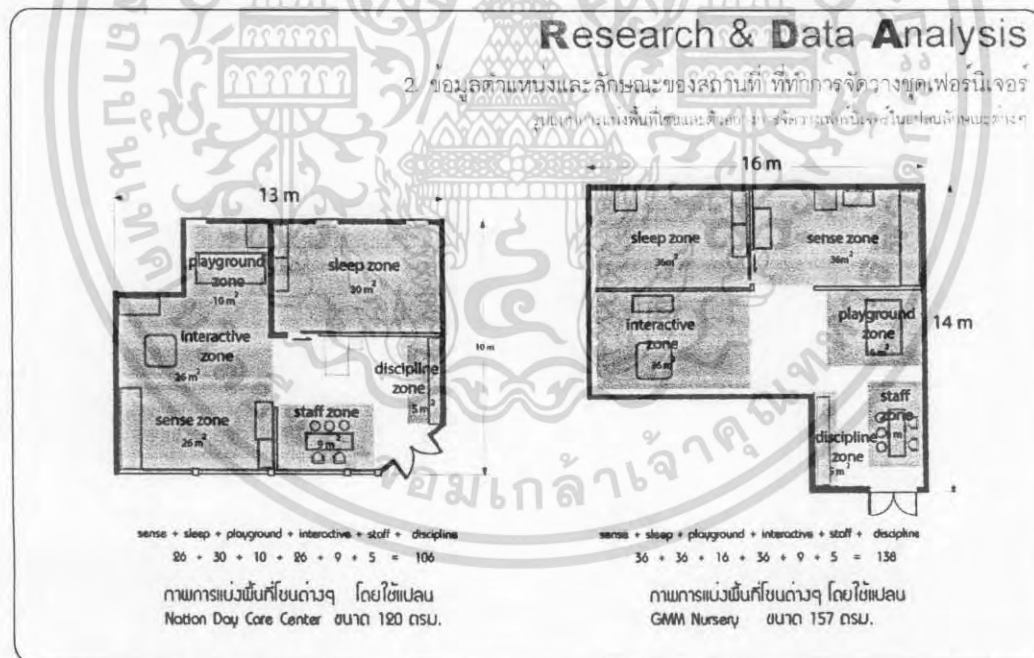 Research & Data Analysis
2. ข้อมูลตำแหน่งและลักษณะของสถานที่ ที่ทำการจัดวางชุดเฟอร์นิเจอร์
13 m
playground
zone
10 m²
sleep zone
30 m²
interactive
zone
26 m²
sense zone
26 m²
staff zone
9 m²
discipline
zone
5 m²
10 m
sense + sleep + playground + interactive + staff + discipline
26 + 30 + 10 + 26 + 9 + 5 = 106
ภาพการแบ่งพื้นที่โซนต่างๆ โดยใช้แปลน
Nation Day Care Center ขนาด 120 ตรม.
16 m
sleep zone
36m²
sense zone
36m²
interactive
zone
36 m²
playground
zone
16 m²
14 m
staff
zone
9 m²
discipline
zone
5 m²
sense + sleep + playground + interactive + staff + discipline
36 + 36 + 16 + 36 + 9 + 5 = 138
ภาพการแบ่งพื้นที่โซนต่างๆ โดยใช้แปลน
GMM Nursery ขนาด 157 ตรม.